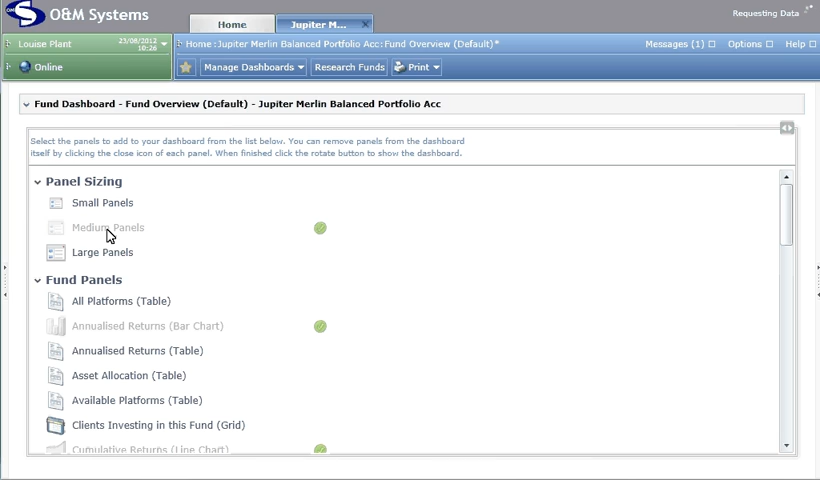 O&M Systems
Requesting Data
Home
Jupiter M...
Louise Plant
23/08/2012
10:26
Home:Jupiter Merlin Balanced Portfolio Acc:Fund Overview (Default)*
Messages (1)
Options
Help
Online
Manage Dashboards
Research Funds
Print
Fund Dashboard - Fund Overview (Default) - Jupiter Merlin Balanced Portfolio Acc
Select the panels to add to your dashboard from the list below. You can remove panels from the dashboard
itself by clicking the close icon of each panel. When finished click the rotate button to show the dashboard.
Panel Sizing
Small Panels
Medium Panels
Large Panels
Fund Panels
All Platforms (Table)
Annualised Returns (Bar Chart)
Annualised Returns (Table)
Asset Allocation (Table)
Available Platforms (Table)
Clients Investing in this Fund (Grid)
Cumulative Returns (Line Chart)